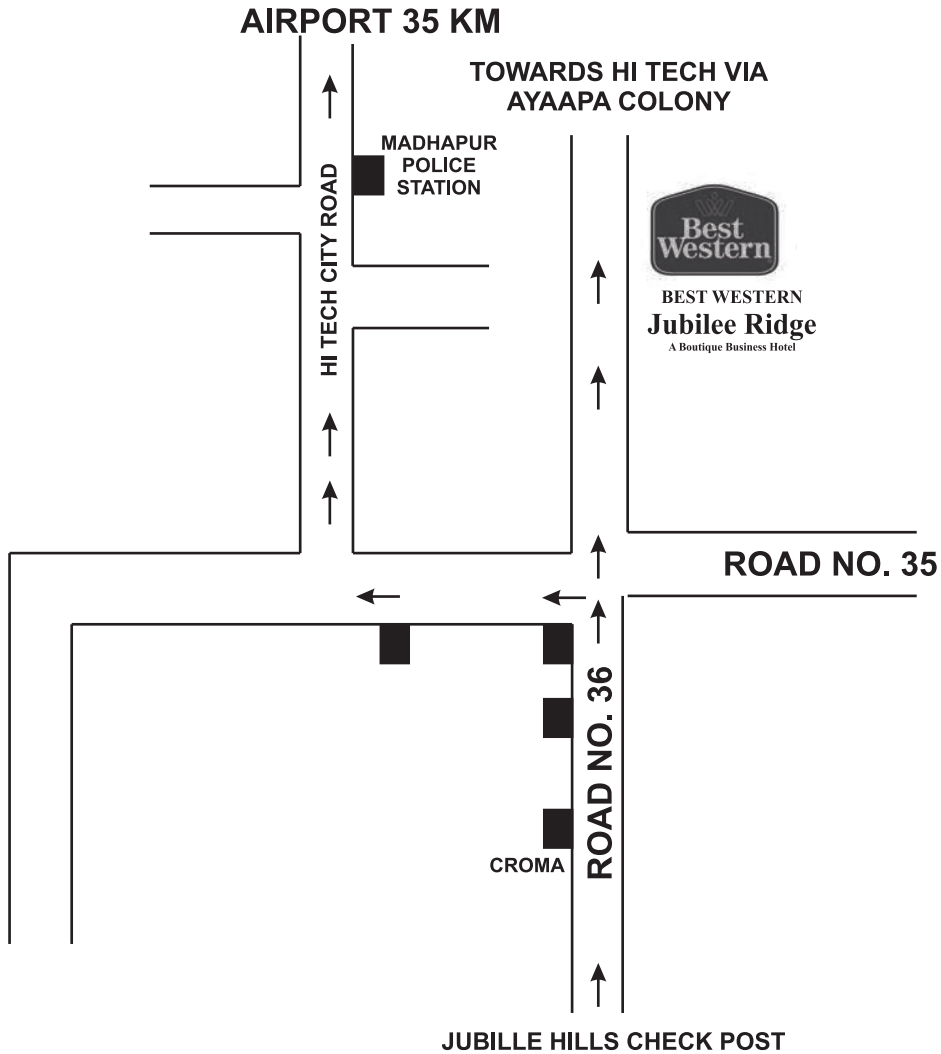 AIRPORT 35 KM
TOWARDS HI TECH VIA
AYAAPA COLONY
MADHAPUR
POLICE
STATION
HI TECH CITY ROAD
Best
Western
BEST WESTERN
Jubilee Ridge
A Boutique Business Hotel
ROAD NO. 35
ROAD NO. 36
CROMA
JUBILLE HILLS CHECK POST